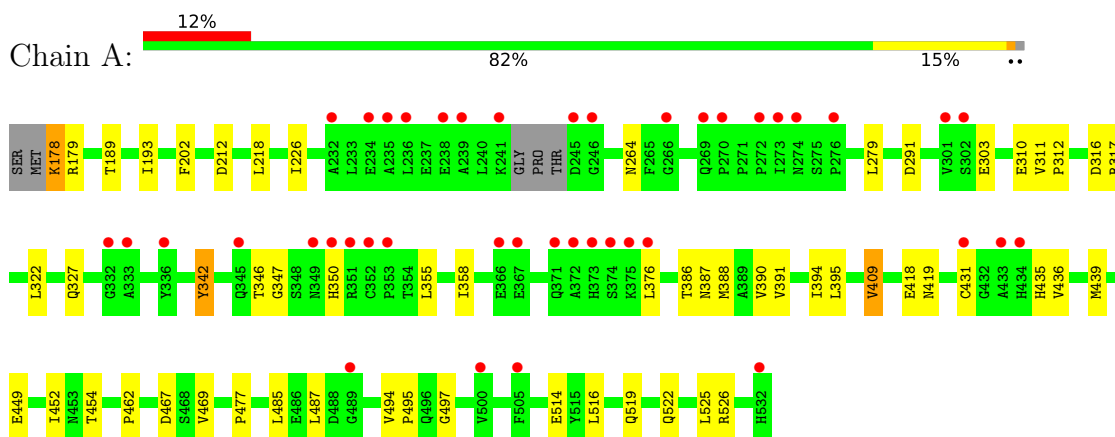 12%
Chain A:
82% 15% ••
SER MET K178 R179 T189 I193 F202 D212 L218 I226 A232 L233 E234 A235 L236 E237 E238 A239 L240 K241 GLY PRO THR D245 G246 N264 F265 G266 Q269 P270 P271 P272 I273 N274 S275 P276 L279 D291 V301 S302 E303 E310 V311 P312 D316 R317
L322 Q327 G332 A333 Y336 Y342 Q345 T346 G347 S348 N349 H350 R351 C352 P353 T354 L355 I358 E366 E367 Q371 A372 H373 S374 K375 L376 T386 N387 M388 A389 V390 V391 I394 L395 V409 E418 N419 C431 G432 A433 H434 H435 V436 M439
E449 I452 N453 T454 P462 D467 S468 V469 P477 L485 E486 L487 D488 G489 V494 P495 Q496 G497 V500 F505 E514 Y515 L516 Q519 Q522 L525 R526 H532